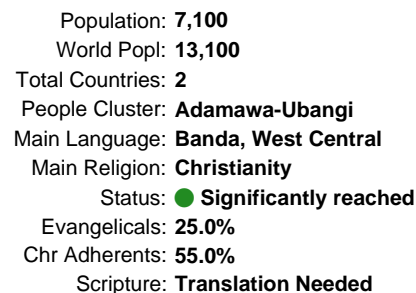 Population: 7,100
World Popl: 13,100
Total Countries: 2
People Cluster: Adamawa-Ubangi
Main Language: Banda, West Central
Main Religion: Christianity
Status: Significantly reached
Evangelicals: 25.0%
Chr Adherents: 55.0%
Scripture: Translation Needed